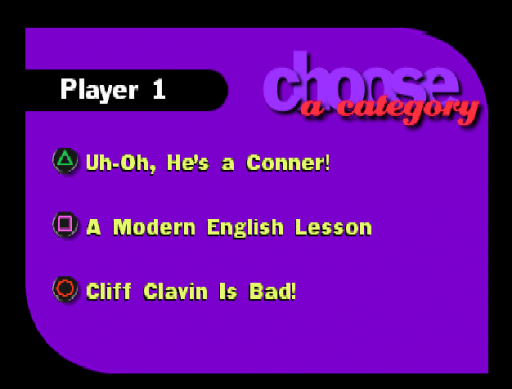 Player 1
choose
a category
Uh-Oh, He's a Conner!
A Modern English Lesson
Cliff Clavin Is Bad!